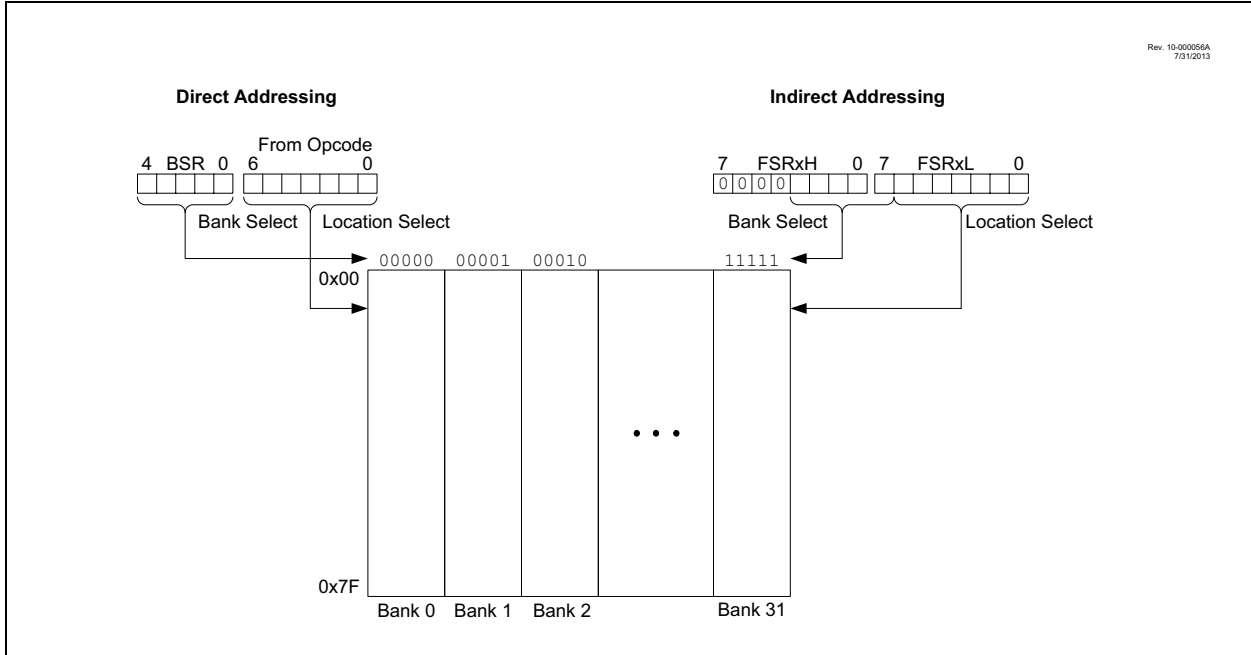 Rev. 10-000056A
7/31/2013
Direct Addressing
Indirect Addressing
From Opcode
4 BSR 0 6 0
7 FSRxH 0 7 FSRxL 0
0 0 0 0
Bank Select Location Select
Bank Select Location Select
00000 00001 00010 11111
0x00
• • •
0x7F
Bank 0 Bank 1 Bank 2 Bank 31